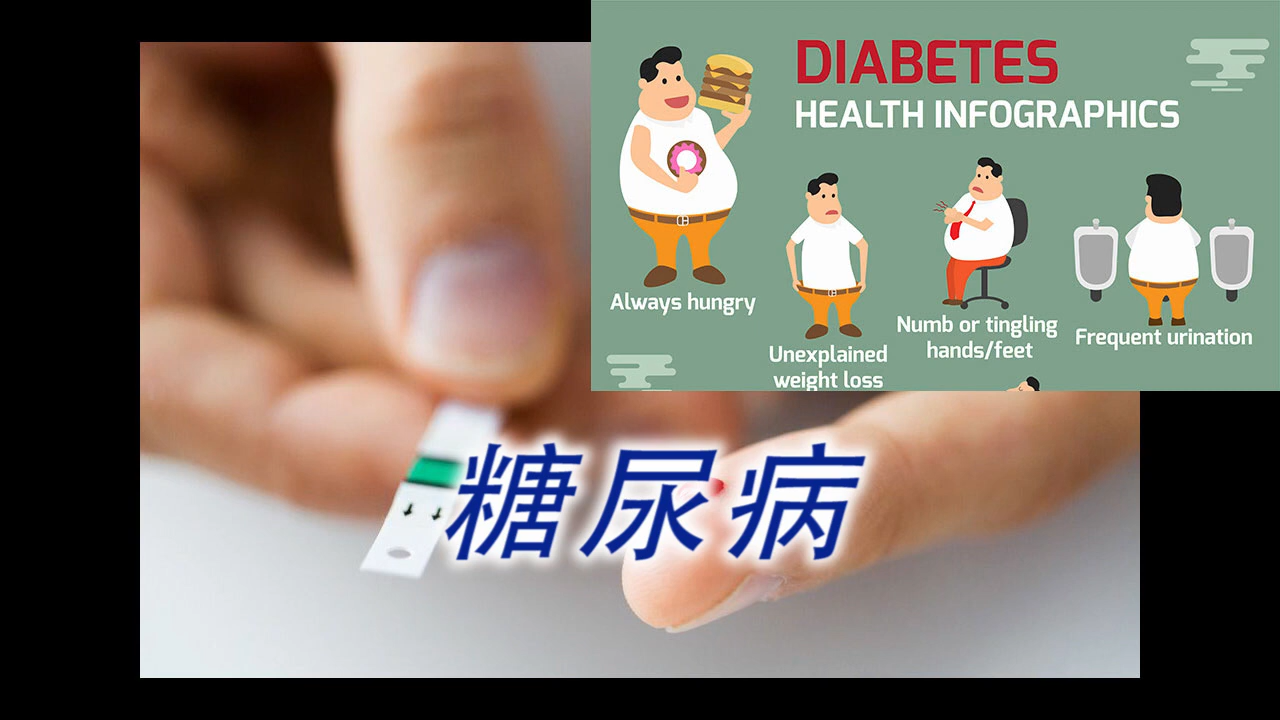 DIABETES
HEALTH INFOGRAPHICS
Always hungry
Unexplained
weight loss
Numb or tingling
hands/feet
Frequent urination
糖尿病